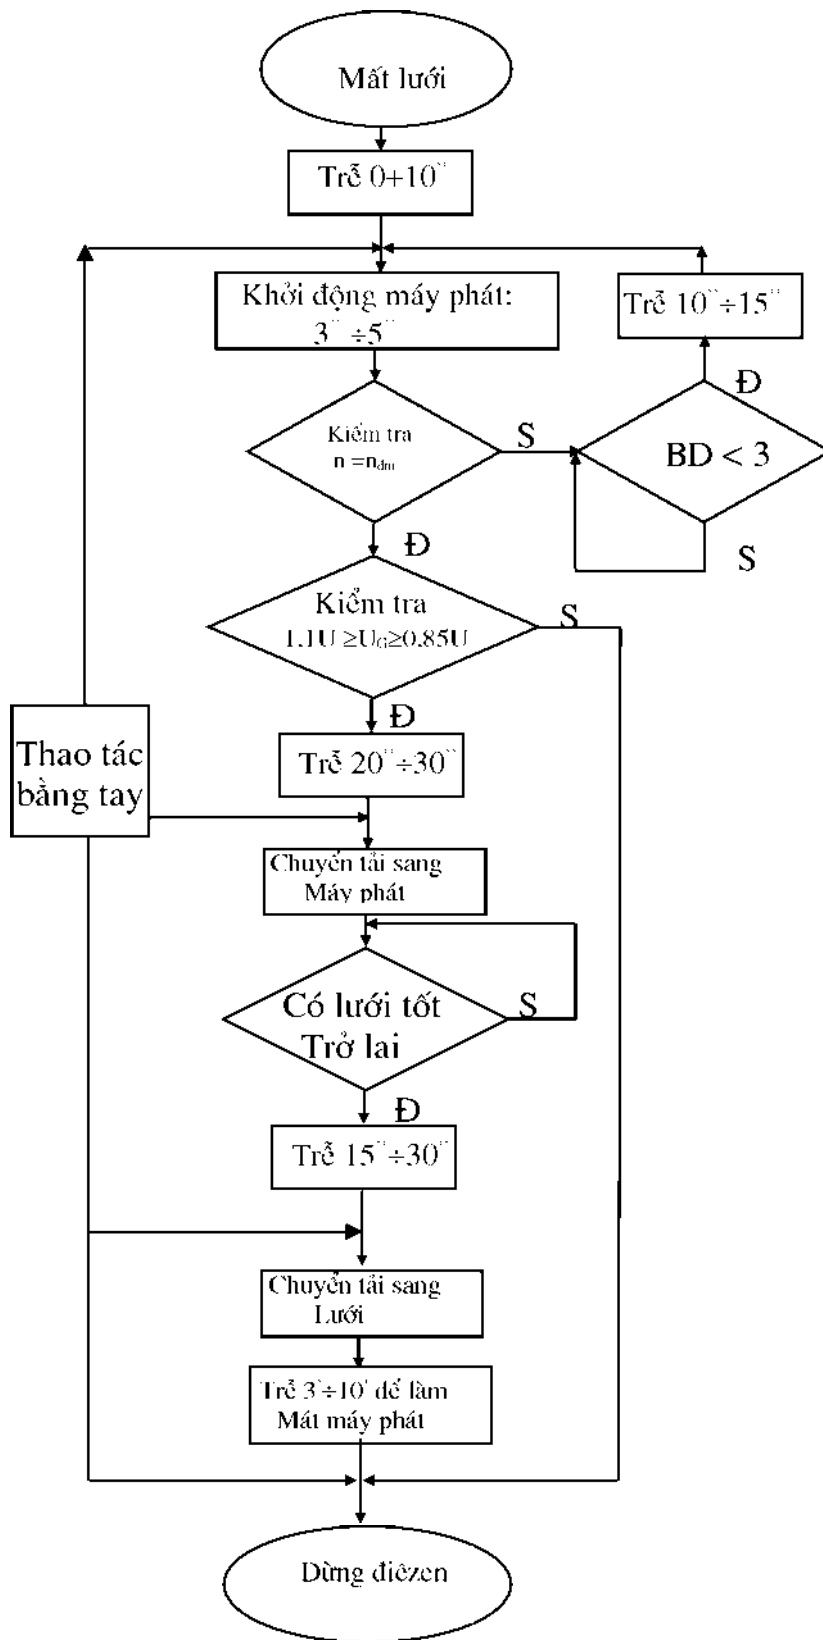 Mất lưới
Trễ 0+10``
Khởi động máy phát:
3`` ÷5``
Trễ 10``÷15``
Đ
Kiểm tra
n =nđm
S
BD < 3
Đ
S
Kiểm tra
1.1U ≥UG≥0.85U
S
Đ
Thao tác
bằng tay
Trễ 20``÷30``
Chuyển tải sang
Máy phát
Có lưới tốt
Trở lai
S
Đ
Trễ 15``÷30``
Chuyển tải sang
Lưới
Trễ 3`÷10' để làm
Mát máy phát
Dừng điêzen